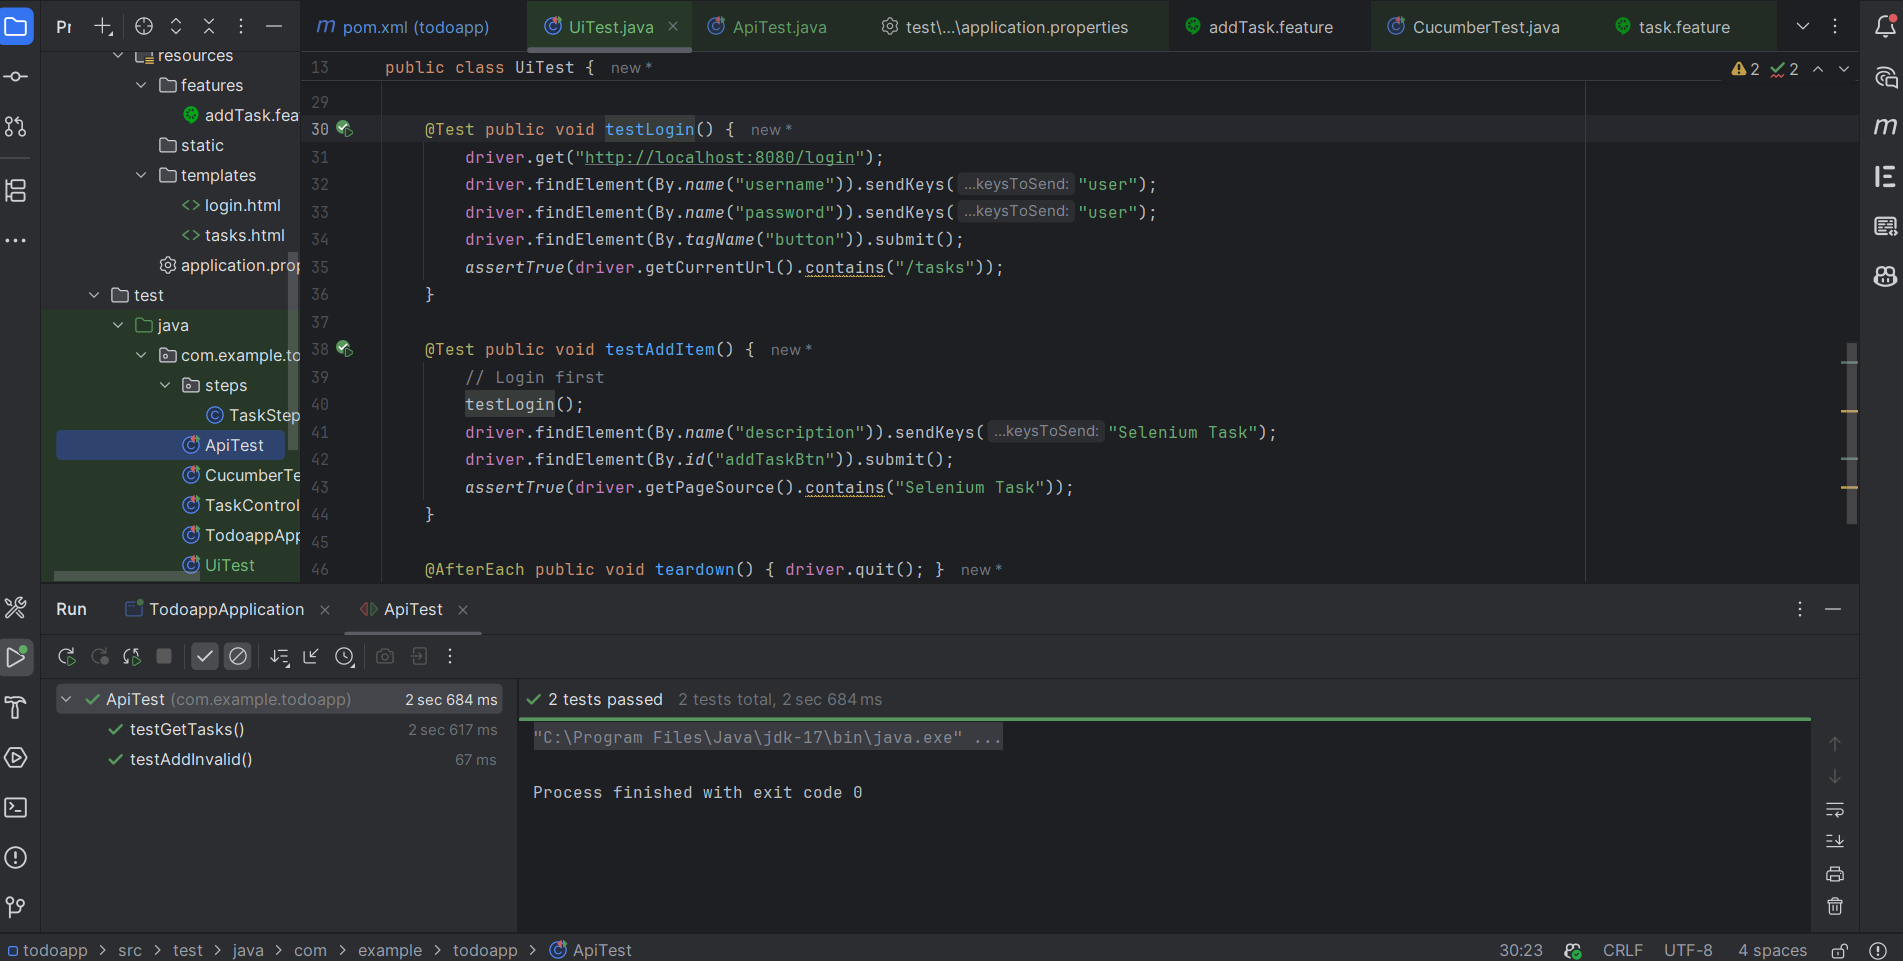 Pr
pom.xml (todoapp)
UiTest.java
ApiTest.java
test\...\application.properties
addTask.feature
CucumberTest.java
task.feature
resources
features
addTask.fea
static
templates
login.html
tasks.html
application.prop
test
java
com.example.to
steps
TaskStep
ApiTest
CucumberTe
TaskControl
TodoappApp
UiTest
13 public class UiTest { new *
2 2
29
30 @Test public void testLogin() { new *
31 driver.get("http://localhost:8080/login");
32 driver.findElement(By.name("username")).sendKeys( ...keysToSend: "user");
33 driver.findElement(By.name("password")).sendKeys( ...keysToSend: "user");
34 driver.findElement(By.tagName("button")).submit();
35 assertTrue(driver.getCurrentUrl().contains("/tasks"));
36 }
37
38 @Test public void testAddItem() { new *
39 // Login first
40 testLogin();
41 driver.findElement(By.name("description")).sendKeys( ...keysToSend: "Selenium Task");
42 driver.findElement(By.id("addTaskBtn")).submit();
43 assertTrue(driver.getPageSource().contains("Selenium Task"));
44 }
45
46 @AfterEach public void teardown() { driver.quit(); } new *
Run TodoappApplication ApiTest
ApiTest (com.example.todoapp) 2 sec 684 ms
testGetTasks() 2 sec 617 ms
testAddInvalid() 67 ms
2 tests passed 2 tests total, 2 sec 684 ms
"C:\Program Files\Java\jdk-17\bin\java.exe" ...
Process finished with exit code 0
todoapp > src > test > java > com > example > todoapp > ApiTest
30:23 CRLF UTF-8 4 spaces